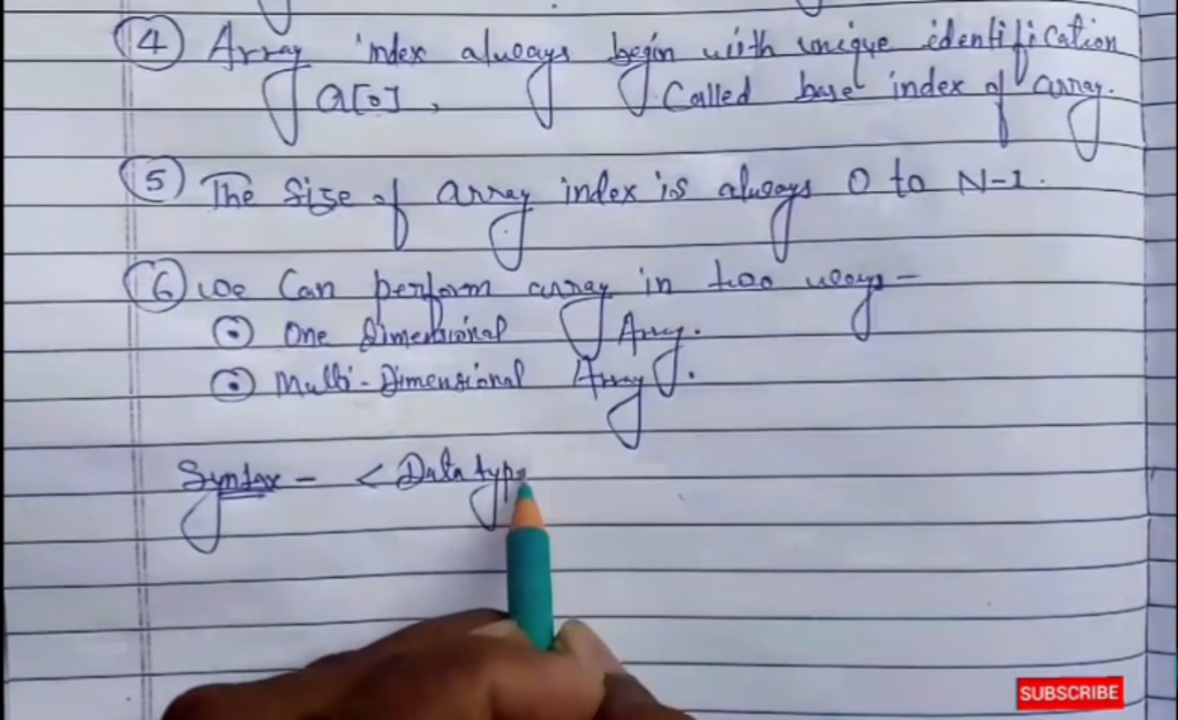 ④ Array index always begin with unique identification
a[0], Called base index of array.
⑤ The Size of array index is always 0 to N-1.
⑥ we Can perform array in two ways-
⊙ One Dimensional Array.
⊙ Multi-Dimensional Array.
Syntax - < Data type
SUBSCRIBE